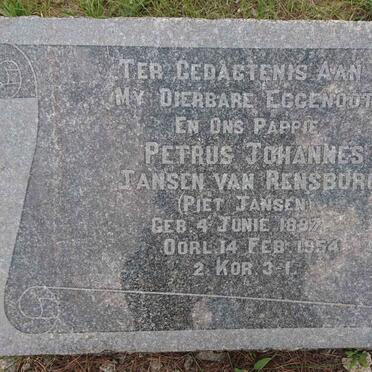 TER GEDAGTENIS AAN
MY DIERBARE EGGENOOT
EN ONS PAPPIE
PETRUS JOHANNES
JANSEN VAN RENSBURG
(PIET JANSEN)
GEB. 4 JUNIE 1897
OORL. 14 FEB. 1954
2. KOR. 3-1.